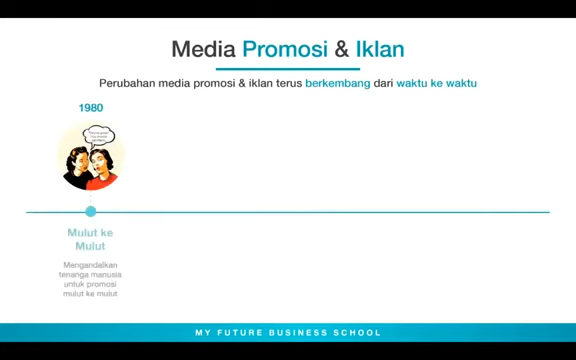 Media Promosi & Iklan
Perubahan media promosi & iklan terus berkembang dari waktu ke waktu
1980
Mulut ke
Mulut
Mengandalkan
tenanga manusia
untuk promosi
mulut ke mulut
MY FUTURE BUSINESS SCHOOL